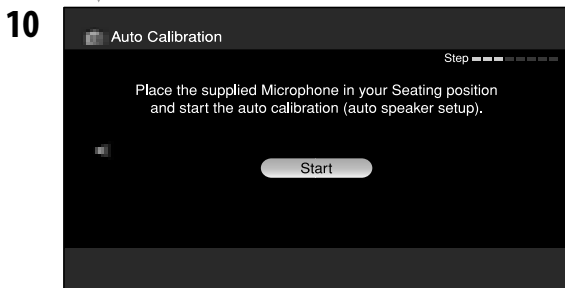 10
Auto Calibration
Step
Place the supplied Microphone in your Seating position
and start the auto calibration (auto speaker setup).
Start